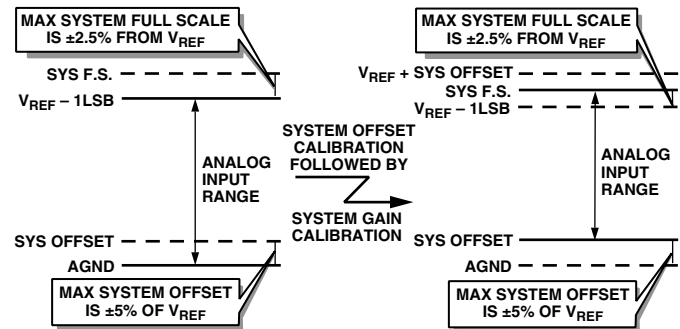 MAX SYSTEM FULL SCALE
IS ±2.5% FROM VREF
SYS F.S.
VREF – 1LSB
ANALOG
INPUT
RANGE
SYS OFFSET
AGND
MAX SYSTEM OFFSET
IS ±5% OF VREF
SYSTEM OFFSET
CALIBRATION
FOLLOWED BY
SYSTEM GAIN
CALIBRATION
MAX SYSTEM FULL SCALE
IS ±2.5% FROM VREF
VREF + SYS OFFSET
SYS F.S.
VREF – 1LSB
ANALOG
INPUT
RANGE
SYS OFFSET
AGND
MAX SYSTEM OFFSET
IS ±5% OF VREF